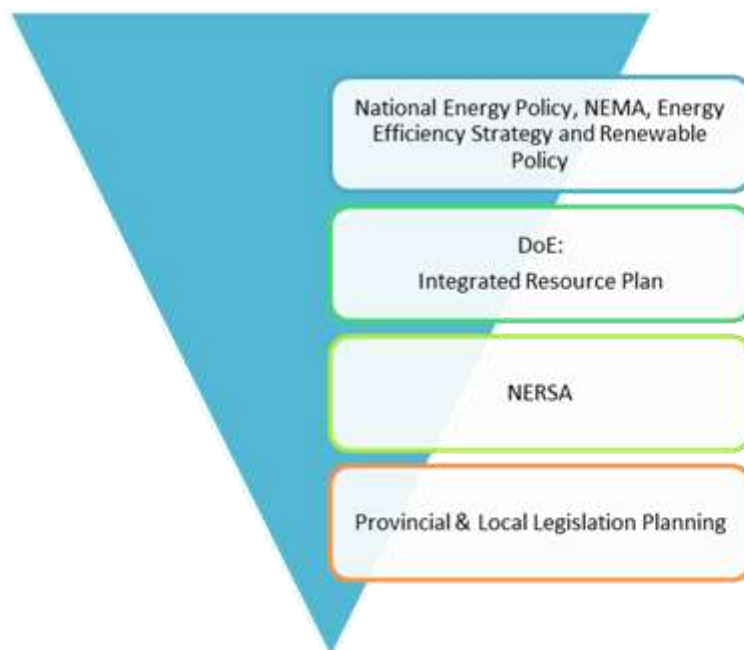 National Energy Policy, NEMA, Energy
Efficiency Strategy and Renewable
Policy
DoE:
Integrated Resource Plan
NERSA
Provincial & Local Legislation Planning